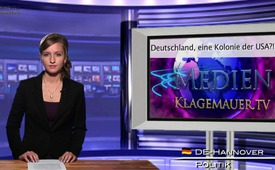 Deutschland, eine Kolonie der USA?!
MEDIEN
KLAGEMAUER.TV
DE-HANNOVER
POLITIK